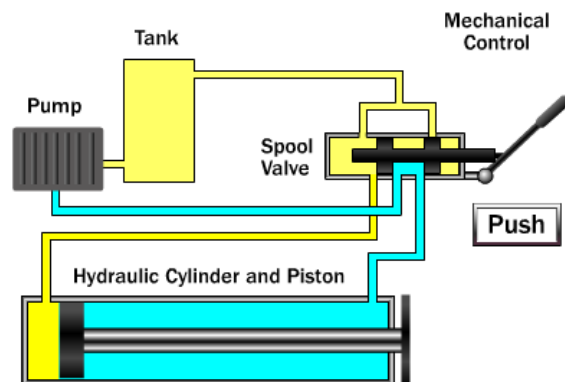 Mechanical
Control
Tank
Pump
Spool
Valve
Push
Hydraulic Cylinder and Piston